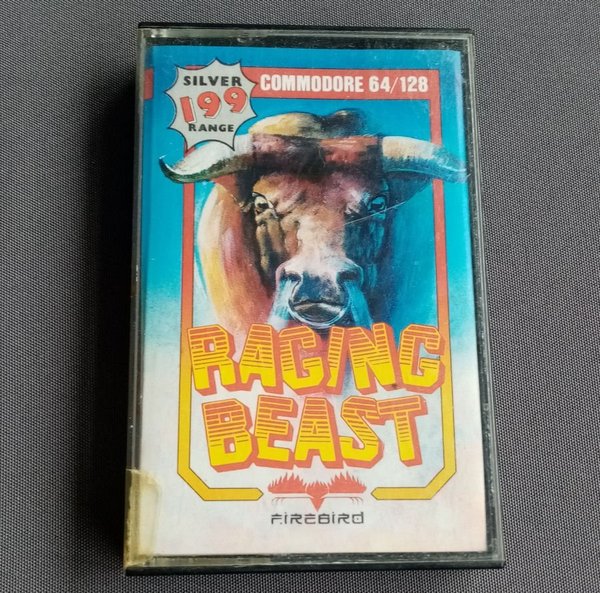 SILVER
199
RANGE
COMMODORE 64/128
RAGING
BEAST
FIREBIRD